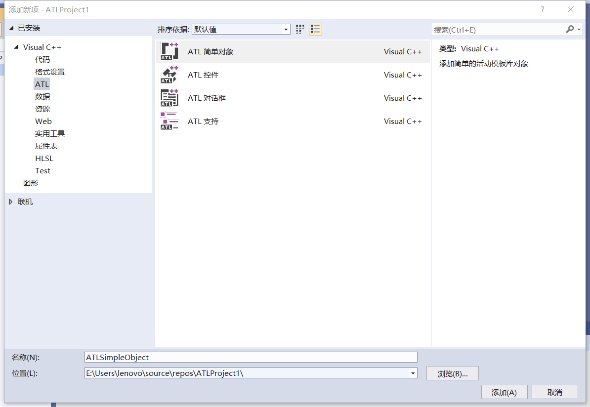 添加新项 - ATLProject1
已安装
排序依据: 默认值
搜索(Ctrl+E)
Visual C++
代码
格式设置
ATL
数据
资源
Web
实用工具
属性表
HLSL
Test
图形
联机
ATL 简单对象 Visual C++
ATL 控件 Visual C++
ATL 对话框 Visual C++
ATL 支持 Visual C++
类型: Visual C++
添加简单的活动模板库对象
名称(N): ATLSimpleObject
位置(L): E:\Users\lenovo\source\repos\ATLProject1\
浏览(B)...
添加(A) 取消